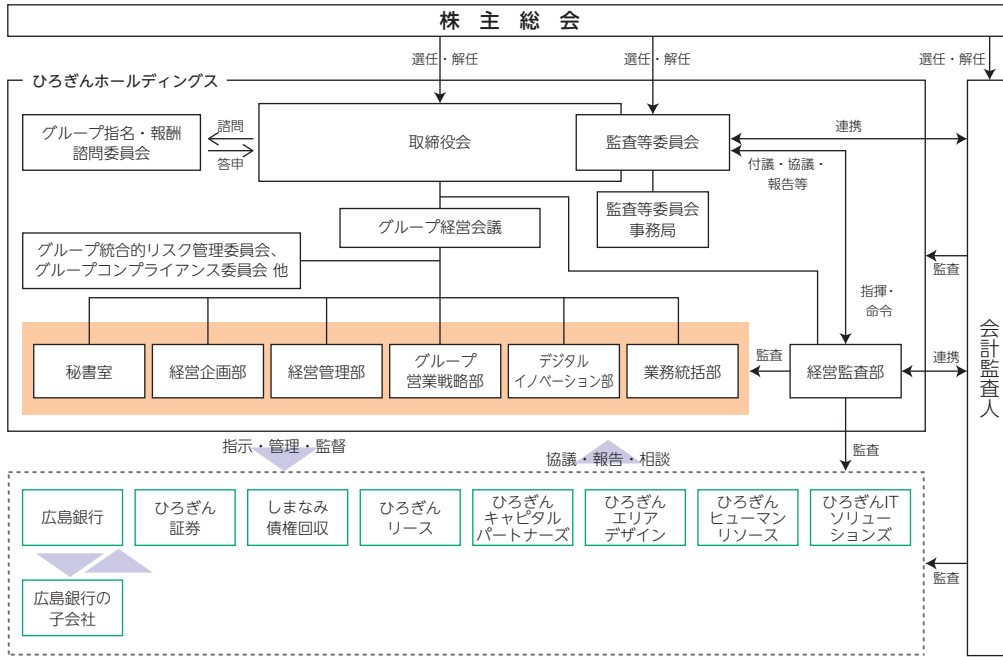 株主総会
選任・解任
選任・解任
選任・解任
ひろぎんホールディングス
グループ指名・報酬
諮問委員会
諮問
答申
取締役会
監査等委員会
連携
付議・協議・
報告等
監査等委員会
事務局
グループ経営会議
グループ統合的リスク管理委員会、
グループコンプライアンス委員会 他
監査
指揮・
命令
会計監査人
秘書室
経営企画部
経営管理部
グループ
営業戦略部
デジタル
イノベーション部
業務統括部
監査
経営監査部
連携
指示・管理・監督
協議・報告・相談
監査
広島銀行
ひろぎん
証券
しまなみ
債権回収
ひろぎん
リース
ひろぎん
キャピタル
パートナーズ
ひろぎん
エリア
デザイン
ひろぎん
ヒューマン
リソース
ひろぎんIT
ソリュー
ションズ
監査
広島銀行の
子会社